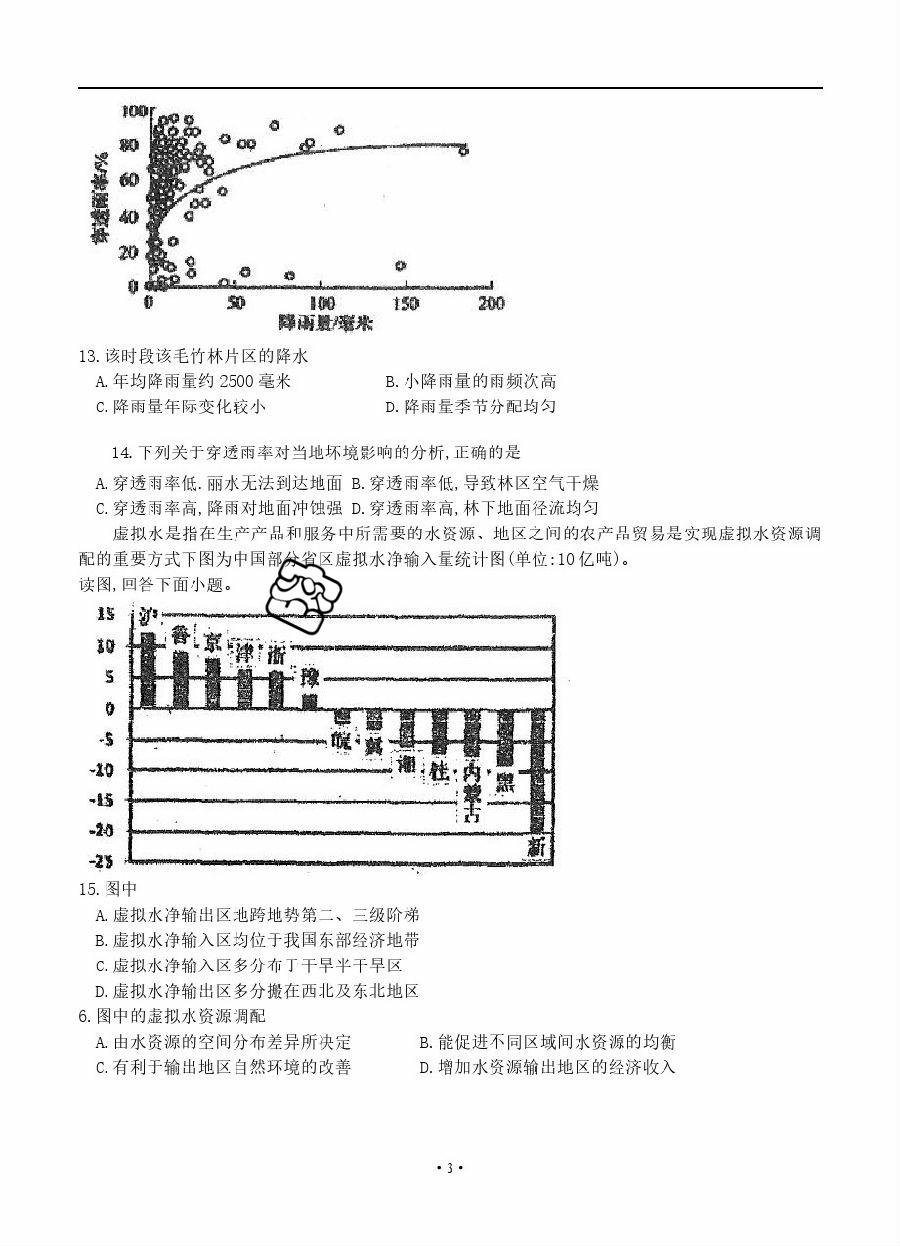 100
80
60
40
20
0
穿透雨率/%
0 50 100 150 200
降雨量/毫米
13.该时段该毛竹林片区的降水
A.年均降雨量约 2500 毫米 B.小降雨量的雨频次高
C.降雨量年际变化较小 D.降雨量季节分配均匀
14.下列关于穿透雨率对当地坏境影响的分析,正确的是
A.穿透雨率低.丽水无法到达地面 B.穿透雨率低,导致林区空气干燥
C.穿透雨率高,降雨对地面冲蚀强 D.穿透雨率高,林下地面径流均匀
虚拟水是指在生产产品和服务中所需要的水资源、地区之间的农产品贸易是实现虚拟水资源调
配的重要方式下图为中国部分省区虚拟水净输入量统计图(单位:10 亿吨)。
读图,回答下面小题。
15
10
5
0
-5
-10
-15
-20
-25
沪 鲁 京 津 浙 豫
皖 冀 湘 桂 内蒙古 黑 新
15.图中
A.虚拟水净输出区地跨地势第二、三级阶梯
B.虚拟水净输入区均位于我国东部经济地带
C.虚拟水净输入区多分布丁干旱半干旱区
D.虚拟水净输出区多分搬在西北及东北地区
6.图中的虚拟水资源调配
A.由水资源的空间分布差异所决定 B.能促进不同区域间水资源的均衡
C.有利于输出地区自然环境的改善 D.增加水资源输出地区的经济收入
·3·